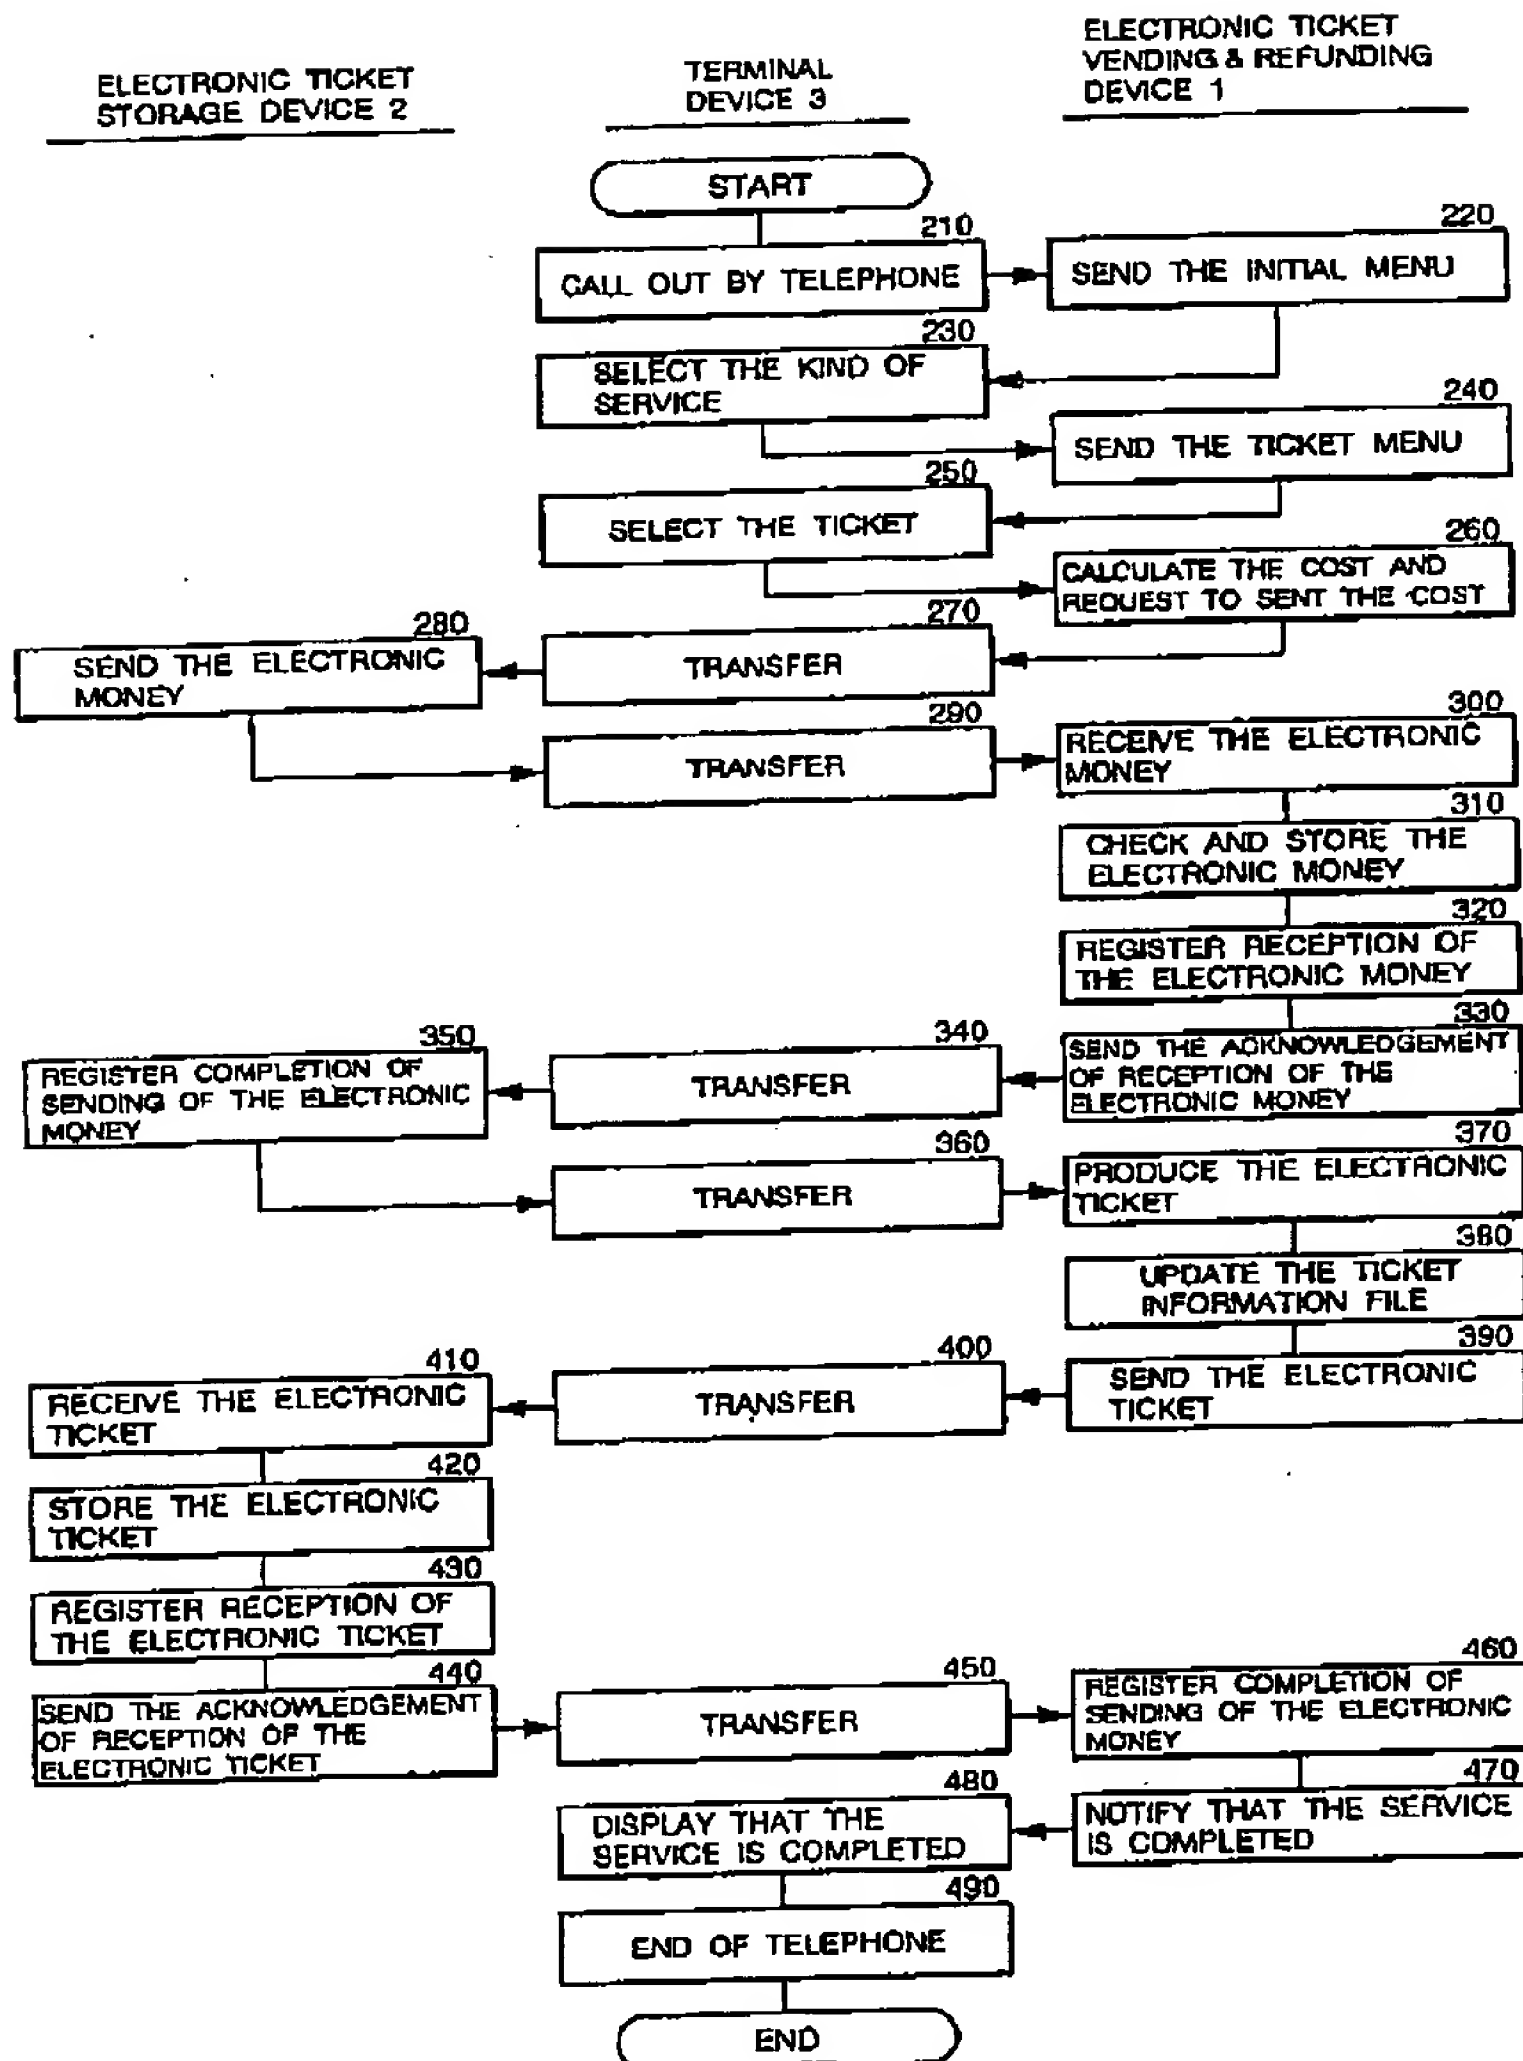 ELECTRONIC TICKET
STORAGE DEVICE 2
TERMINAL
DEVICE 3
ELECTRONIC TICKET
VENDING & REFUNDING
DEVICE 1
START
210
CALL OUT BY TELEPHONE
220
SEND THE INITIAL MENU
230
SELECT THE KIND OF
SERVICE
240
SEND THE TICKET MENU
250
SELECT THE TICKET
260
CALCULATE THE COST AND
REQUEST TO SENT THE COST
270
TRANSFER
280
SEND THE ELECTRONIC
MONEY
290
TRANSFER
300
RECEIVE THE ELECTRONIC
MONEY
310
CHECK AND STORE THE
ELECTRONIC MONEY
320
REGISTER RECEPTION OF
THE ELECTRONIC MONEY
330
SEND THE ACKNOWLEDGEMENT
OF RECEPTION OF THE
ELECTRONIC MONEY
340
TRANSFER
350
REGISTER COMPLETION OF
SENDING OF THE ELECTRONIC
MONEY
360
TRANSFER
370
PRODUCE THE ELECTRONIC
TICKET
380
UPDATE THE TICKET
INFORMATION FILE
390
SEND THE ELECTRONIC
TICKET
400
TRANSFER
410
RECEIVE THE ELECTRONIC
TICKET
420
STORE THE ELECTRONIC
TICKET
430
REGISTER RECEPTION OF
THE ELECTRONIC TICKET
440
SEND THE ACKNOWLEDGEMENT
OF RECEPTION OF THE
ELECTRONIC TICKET
450
TRANSFER
460
REGISTER COMPLETION OF
SENDING OF THE ELECTRONIC
MONEY
470
NOTIFY THAT THE SERVICE
IS COMPLETED
480
DISPLAY THAT THE
SERVICE IS COMPLETED
490
END OF TELEPHONE
END